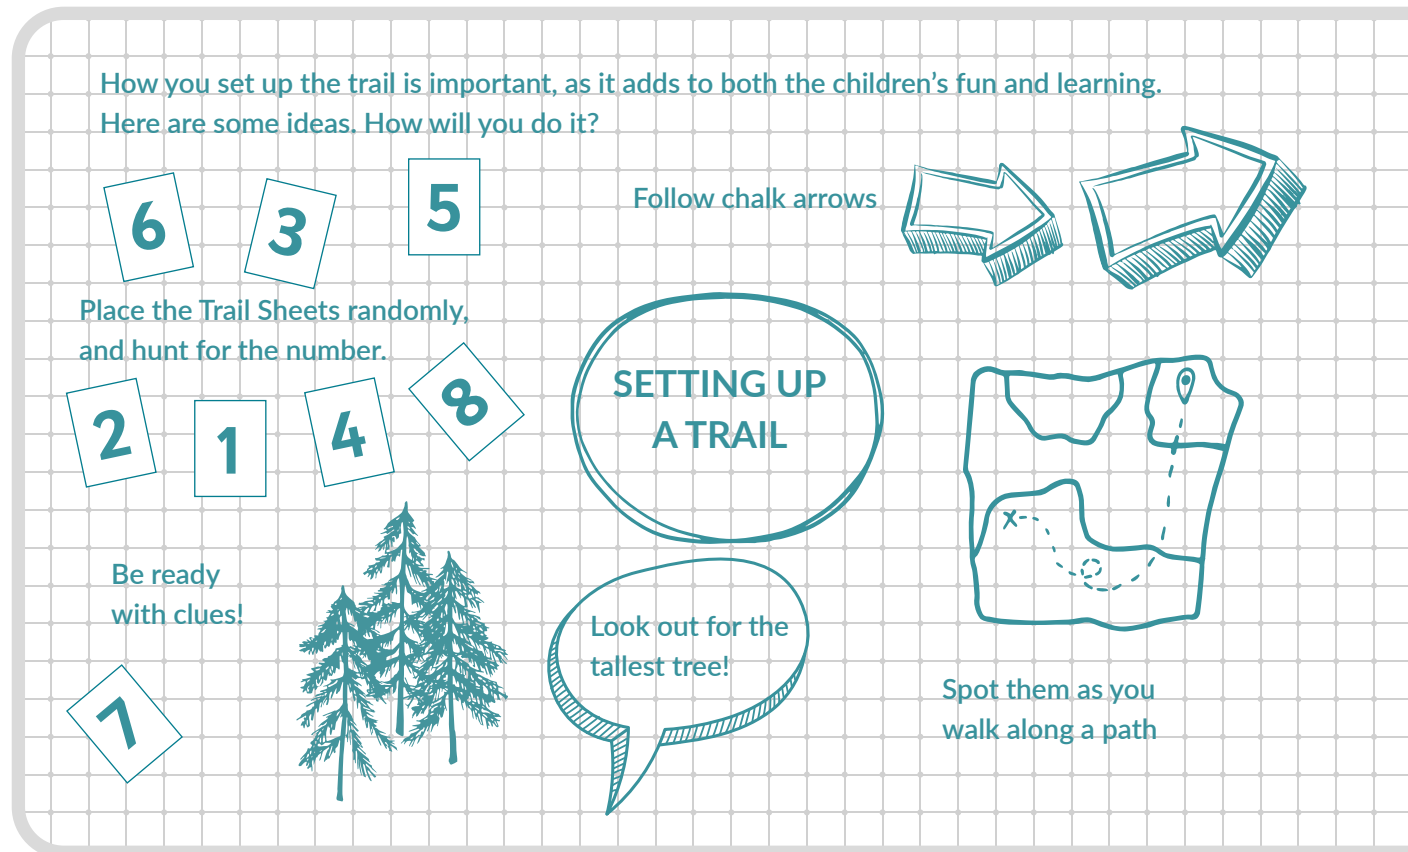 How you set up the trail is important, as it adds to both the children’s fun and learning.
Here are some ideas. How will you do it?
6
3
5
Follow chalk arrows
Place the Trail Sheets randomly,
and hunt for the number.
2
1
4
8
SETTING UP
A TRAIL
Be ready
with clues!
Look out for the
tallest tree!
7
Spot them as you
walk along a path